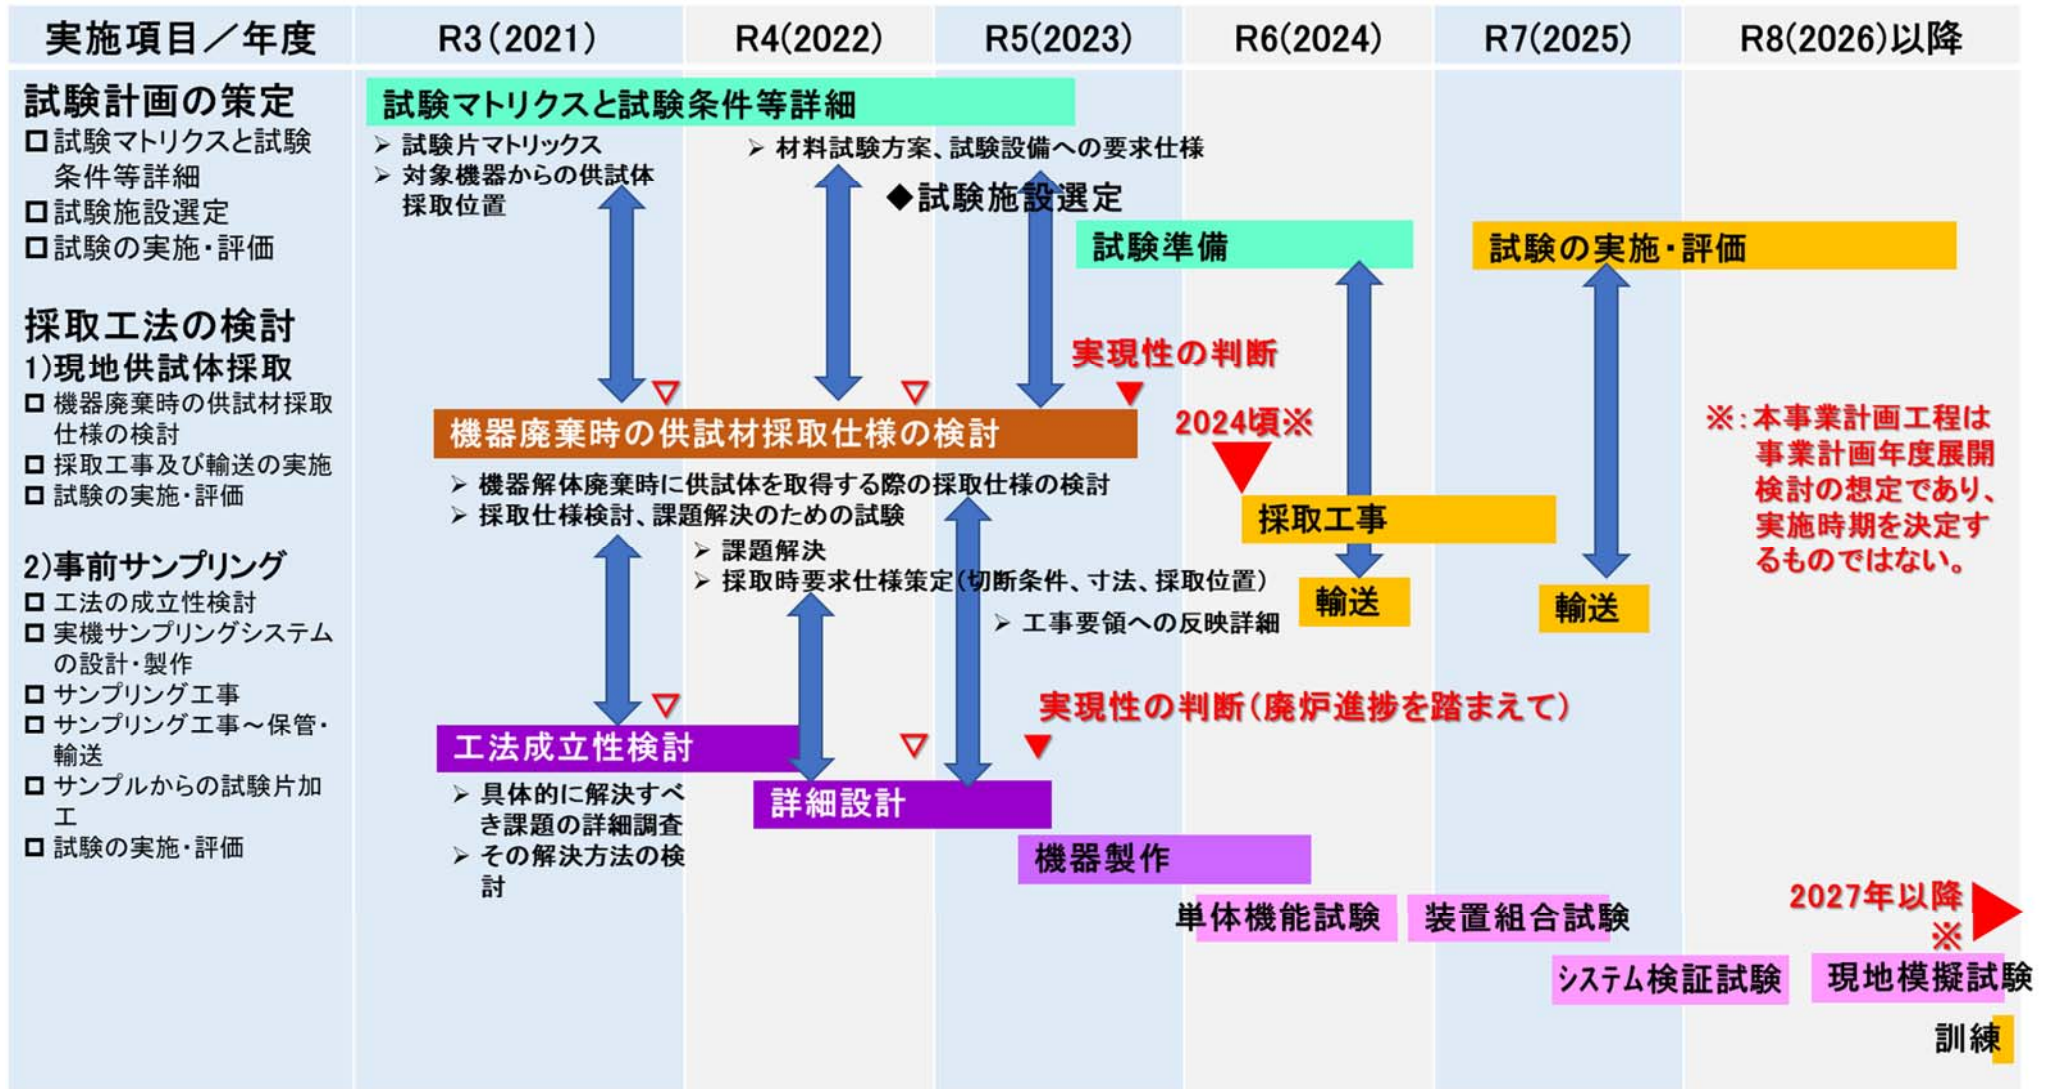 実施項目／年度
R3(2021)
R4(2022)
R5(2023)
R6(2024)
R7(2025)
R8(2026)以降
試験計画の策定
試験マトリクスと試験
条件等詳細
試験施設選定
試験の実施・評価
採取工法の検討
1)現地供試体採取
機器廃棄時の供試材採取
仕様の検討
採取工事及び輸送の実施
試験の実施・評価
2)事前サンプリング
工法の成立性検討
実機サンプリングシステム
の設計・製作
サンプリング工事
サンプリング工事～保管・
輸送
サンプルからの試験片加
工
試験の実施・評価
試験マトリクスと試験条件等詳細
➢ 試験片マトリックス
➢ 対象機器からの供試体
採取位置
➢ 材料試験方案、試験設備への要求仕様
◆試験施設選定
試験準備
試験の実施・評価
実現性の判断
機器廃棄時の供試材採取仕様の検討
2024頃※
➢ 機器解体廃棄時に供試体を取得する際の採取仕様の検討
➢ 採取仕様検討、課題解決のための試験
➢ 課題解決
➢ 採取時要求仕様策定(切断条件、寸法、採取位置)
➢ 工事要領への反映詳細
採取工事
輸送
輸送
※：本事業計画工程は
事業計画年度展開
検討の想定であり、
実施時期を決定す
るものではない。
実現性の判断(廃炉進捗を踏まえて)
工法成立性検討
➢ 具体的に解決すべ
き課題の詳細調査
➢ その解決方法の検
討
詳細設計
機器製作
単体機能試験
装置組合試験
システム検証試験
2027年以降
※
現地模擬試験
訓練